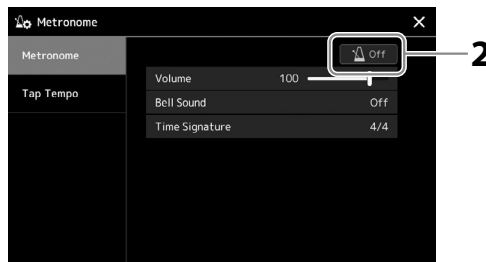 Metronome
Metronome
Off
2
Volume 100
Tap Tempo
Bell Sound Off
Time Signature 4/4